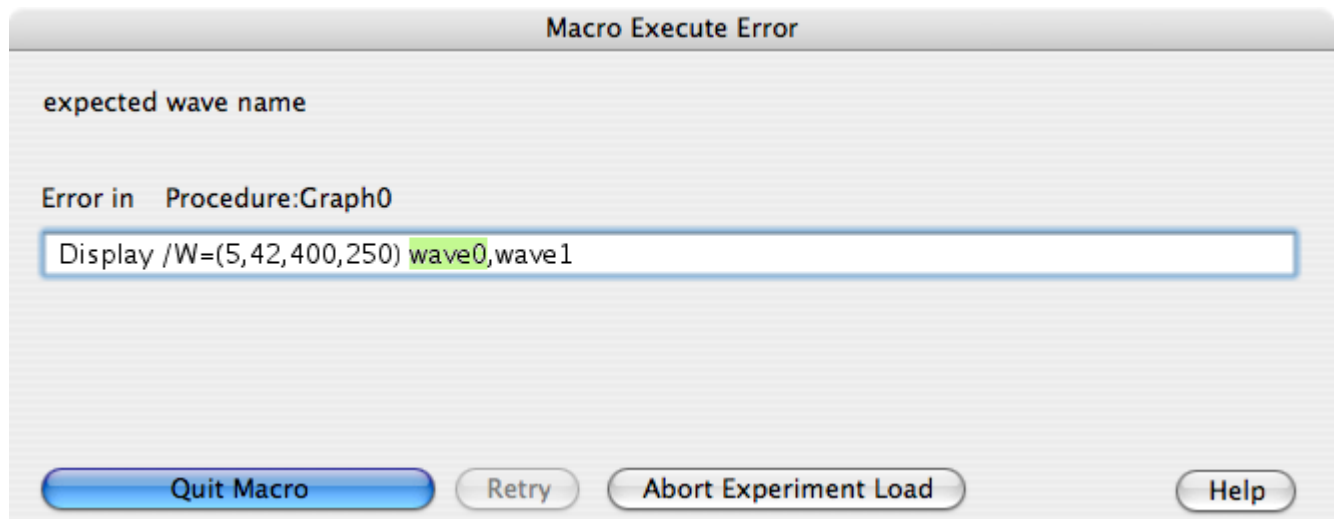 Macro Execute Error
expected wave name
Error in Procedure:Graph0
Display /W=(5,42,400,250) wave0,wave1
Quit Macro Retry Abort Experiment Load Help